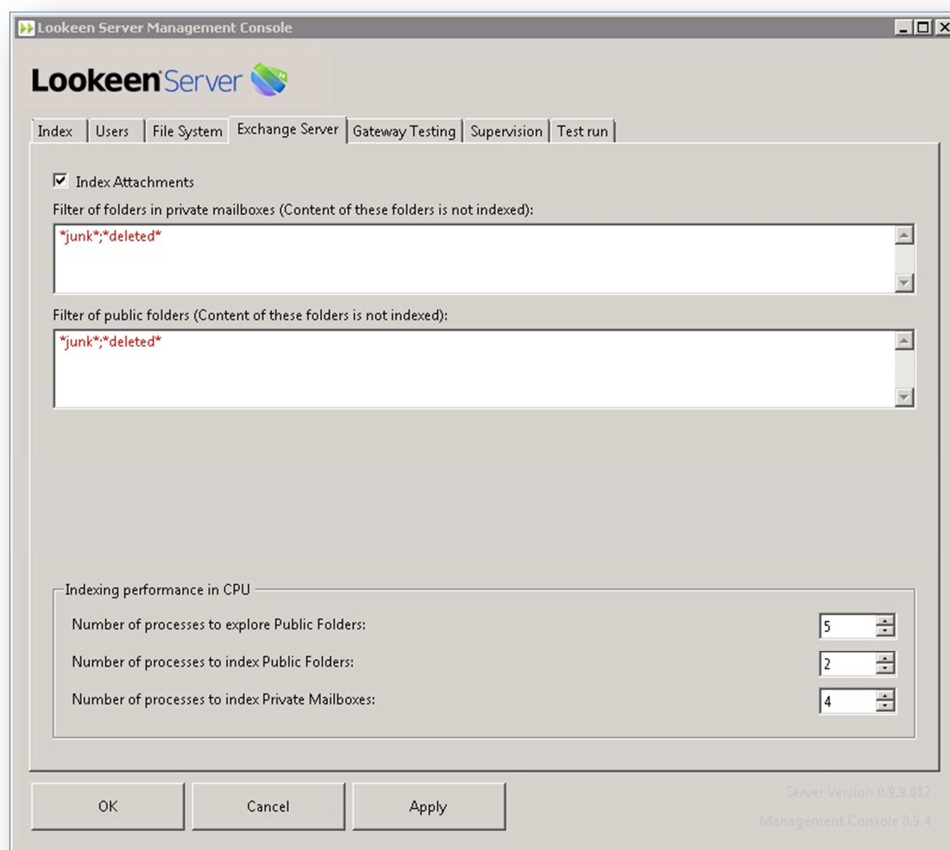 Lookeen Server Management Console
Lookeen Server
Index Users File System Exchange Server Gateway Testing Supervision Test run
Index Attachments
Filter of folders in private mailboxes (Content of these folders is not indexed):
*junk*;*deleted*
Filter of public folders (Content of these folders is not indexed):
*junk*;*deleted*
Indexing performance in CPU
Number of processes to explore Public Folders: 5
Number of processes to index Public Folders: 2
Number of processes to index Private Mailboxes: 4
OK Cancel Apply
Server Version 0.9.9.812
Management Console 0.9.4